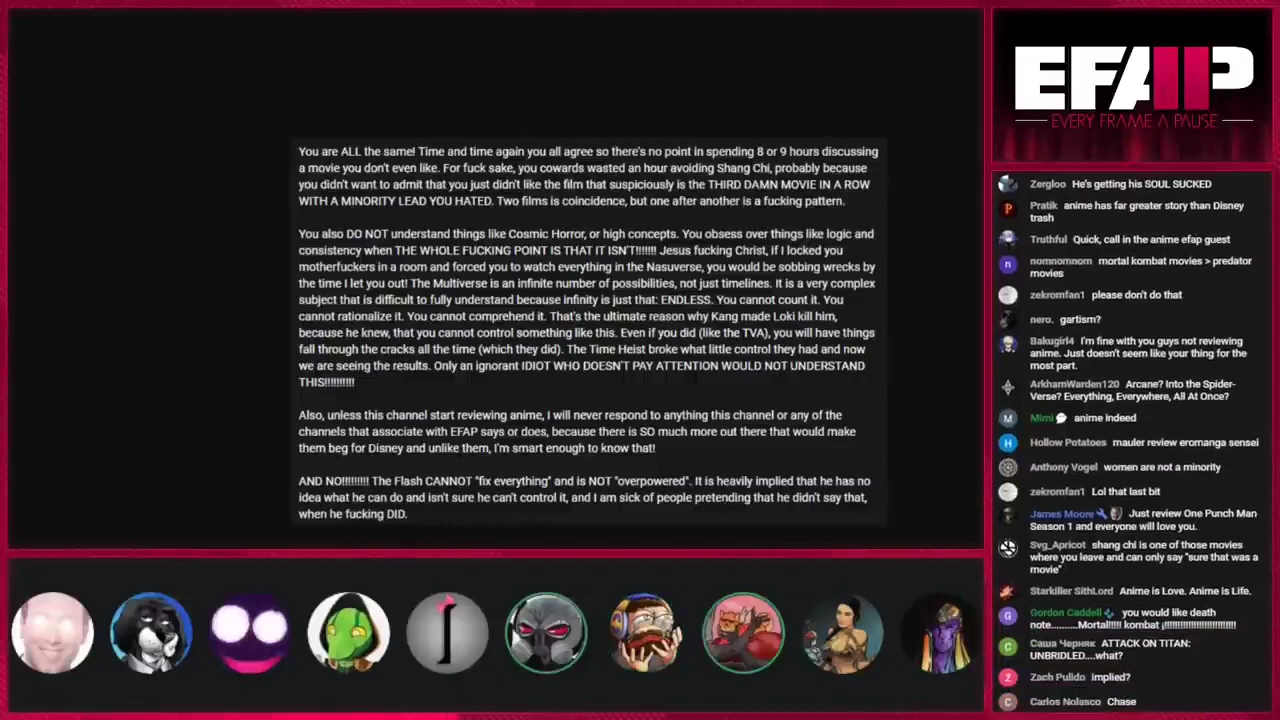 You are ALL the same! Time and time again you all agree so there's no point in spending 8 or 9 hours discussing
a movie you don't even like. For fuck sake, you cowards wasted an hour avoiding Shang Chi, probably because
you didn't want to admit that you just didn't like the film that suspiciously is the THIRD DAMN MOVIE IN A ROW
WITH A MINORITY LEAD YOU HATED. Two films is coincidence, but one after another is a fucking pattern.
You also DO NOT understand things like Cosmic Horror, or high concepts. You obsess over things like logic and
consistency when THE WHOLE FUCKING POINT IS THAT IT ISN'T!!!!!!! Jesus fucking Christ, if I locked you
motherfuckers in a room and forced you to watch everything in the Nasuverse, you would be sobbing wrecks by
the time I let you out! The Multiverse is an infinite number of possibilities, not just timelines. It is a very complex
subject that is difficult to fully understand because infinity is just that: ENDLESS. You cannot count it. You
cannot rationalize it. You cannot comprehend it. That's the ultimate reason why Kang made Loki kill him,
because he knew, that you cannot control something like this. Even if you did (like the TVA), you will have things
fall through the cracks all the time (which they did). The Time Heist broke what little control they had and now
we are seeing the results. Only an ignorant IDIOT WHO DOESN'T PAY ATTENTION WOULD NOT UNDERSTAND
THIS!!!!!!!!!!
Also, unless this channel start reviewing anime, I will never respond to anything this channel or any of the
channels that associate with EFAP says or does, because there is SO much more out there that would make
them beg for Disney and unlike them, I'm smart enough to know that!
AND NO!!!!!!!!! The Flash CANNOT "fix everything" and is NOT "overpowered". It is heavily implied that he has no
idea what he can do and isn't sure he can't control it, and I am sick of people pretending that he didn't say that,
when he fucking DID.
EFAP
EVERY FRAME A PAUSE
Zergloo He's getting his SOUL SUCKED
Pratik anime has far greater story than Disney
trash
Truthful Quick, call in the anime efap guest
nomnomnom mortal kombat movies > predator
movies
zekromfan1 please don't do that
nero. gartism?
Bakugirl4 I'm fine with you guys not reviewing
anime. Just doesn't seem like your thing for the
most part.
ArkhamWarden120 Arcane? Into the Spider-
Verse? Everything, Everywhere, All At Once?
Mimi anime indeed
Hollow Potatoes mauler review eromanga sensei
Anthony Vogel women are not a minority
zekromfan1 Lol that last bit
James Moore Just review One Punch Man
Season 1 and everyone will love you.
Svg_Apricot shang chi is one of those movies
where you leave and can only say "sure that was a
movie"
Starkiller SithLord Anime is Love. Anime is Life.
Gordon Caddell you would like death
note..........Mortal!!!!! kombat ¡!!!!!!!!!!!!!!!!!!!!!!!!!!!!!!
Саша Черняк ATTACK ON TITAN:
UNBRIDLED....what?
Zach Pulido implied?
Carlos Nolasco Chase